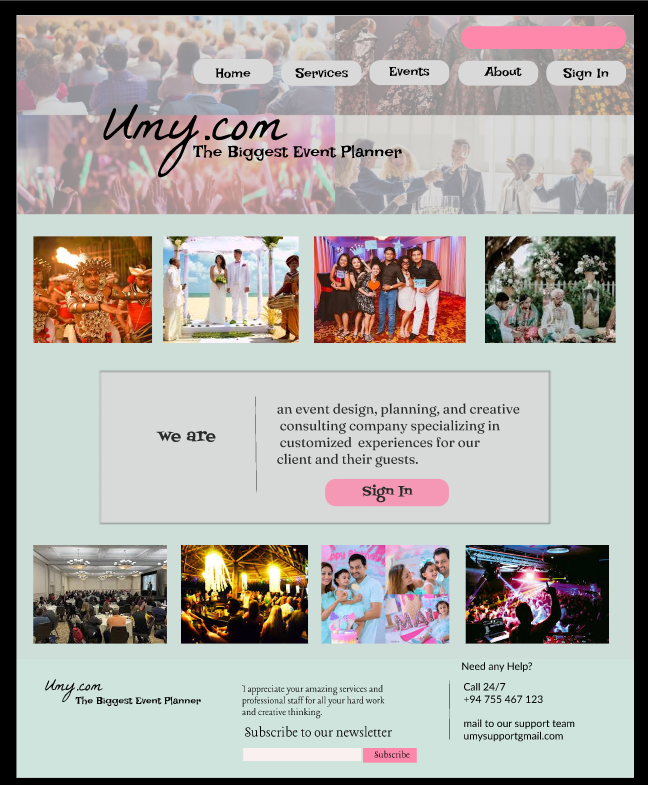 Home
Services
Events
About
Sign In
Umy.com
The Biggest Event Planner
we are
an event design, planning, and creative
consulting company specializing in
customized experiences for our
client and their guests.
Sign In
Umy.com
The Biggest Event Planner
I appreciate your amazing services and
professional staff for all your hard work
and creative thinking.
Subscribe to our newsletter
Subscribe
Need any Help?
Call 24/7
+94 755 467 123
mail to our support team
umysupportgmail.com